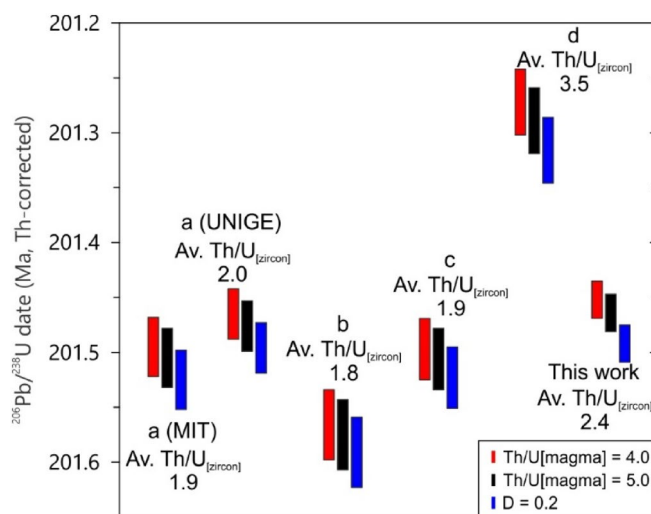 201.2
201.3
201.4
201.5
201.6
²⁰⁶Pb/²³⁸U date (Ma, Th-corrected)
a (MIT)
Av. Th/U[zircon]
1.9
a (UNIGE)
Av. Th/U[zircon]
2.0
b
Av. Th/U[zircon]
1.8
c
Av. Th/U[zircon]
1.9
d
Av. Th/U[zircon]
3.5
This work
Av. Th/U[zircon]
2.4
Th/U[magma] = 4.0
Th/U[magma] = 5.0
D = 0.2